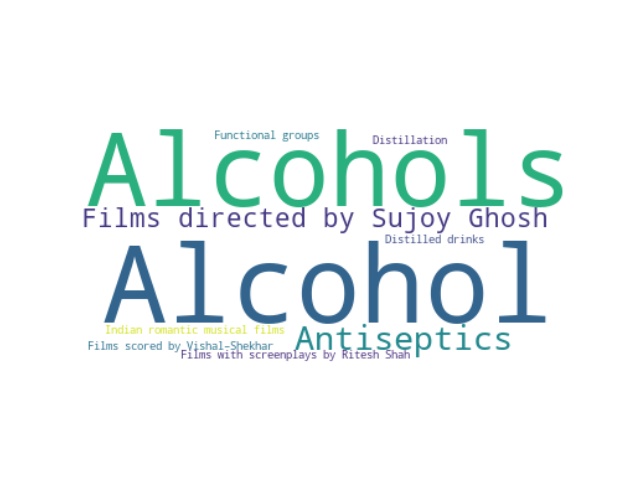 Functional groups
Distillation
Alcohols
Films directed by Sujoy Ghosh
Distilled drinks
Alcohol
Indian romantic musical films
Antiseptics
Films scored by Vishal–Shekhar
Films with screenplays by Ritesh Shah